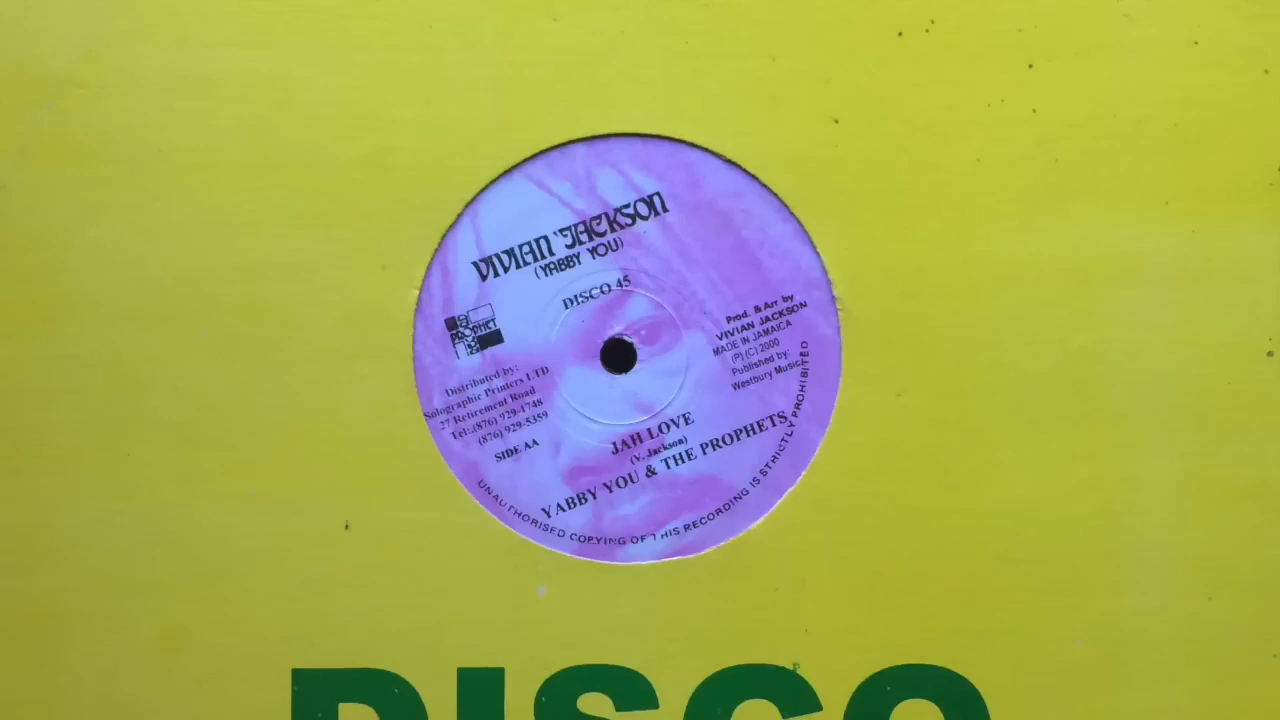 VIVIAN 'JACKSON
(YABBY YOU)
DISCO 45
PROPHET
Distributed by:
Solographic Printers LTD
27 Retirement Road
Tel:.(876) 929-1748
(876) 929-5359
SIDE AA
Prod. & Arr by
VIVIAN JACKSON
MADE IN JAMAICA
(P) (C) 2000
Published by:
Westbury Music
JAH LOVE
(V. Jackson)
YABBY YOU & THE PROPHETS
UNAUTHORISED COPYING OF THIS RECORDING IS STRICTLY PROHIBITED
DISCO